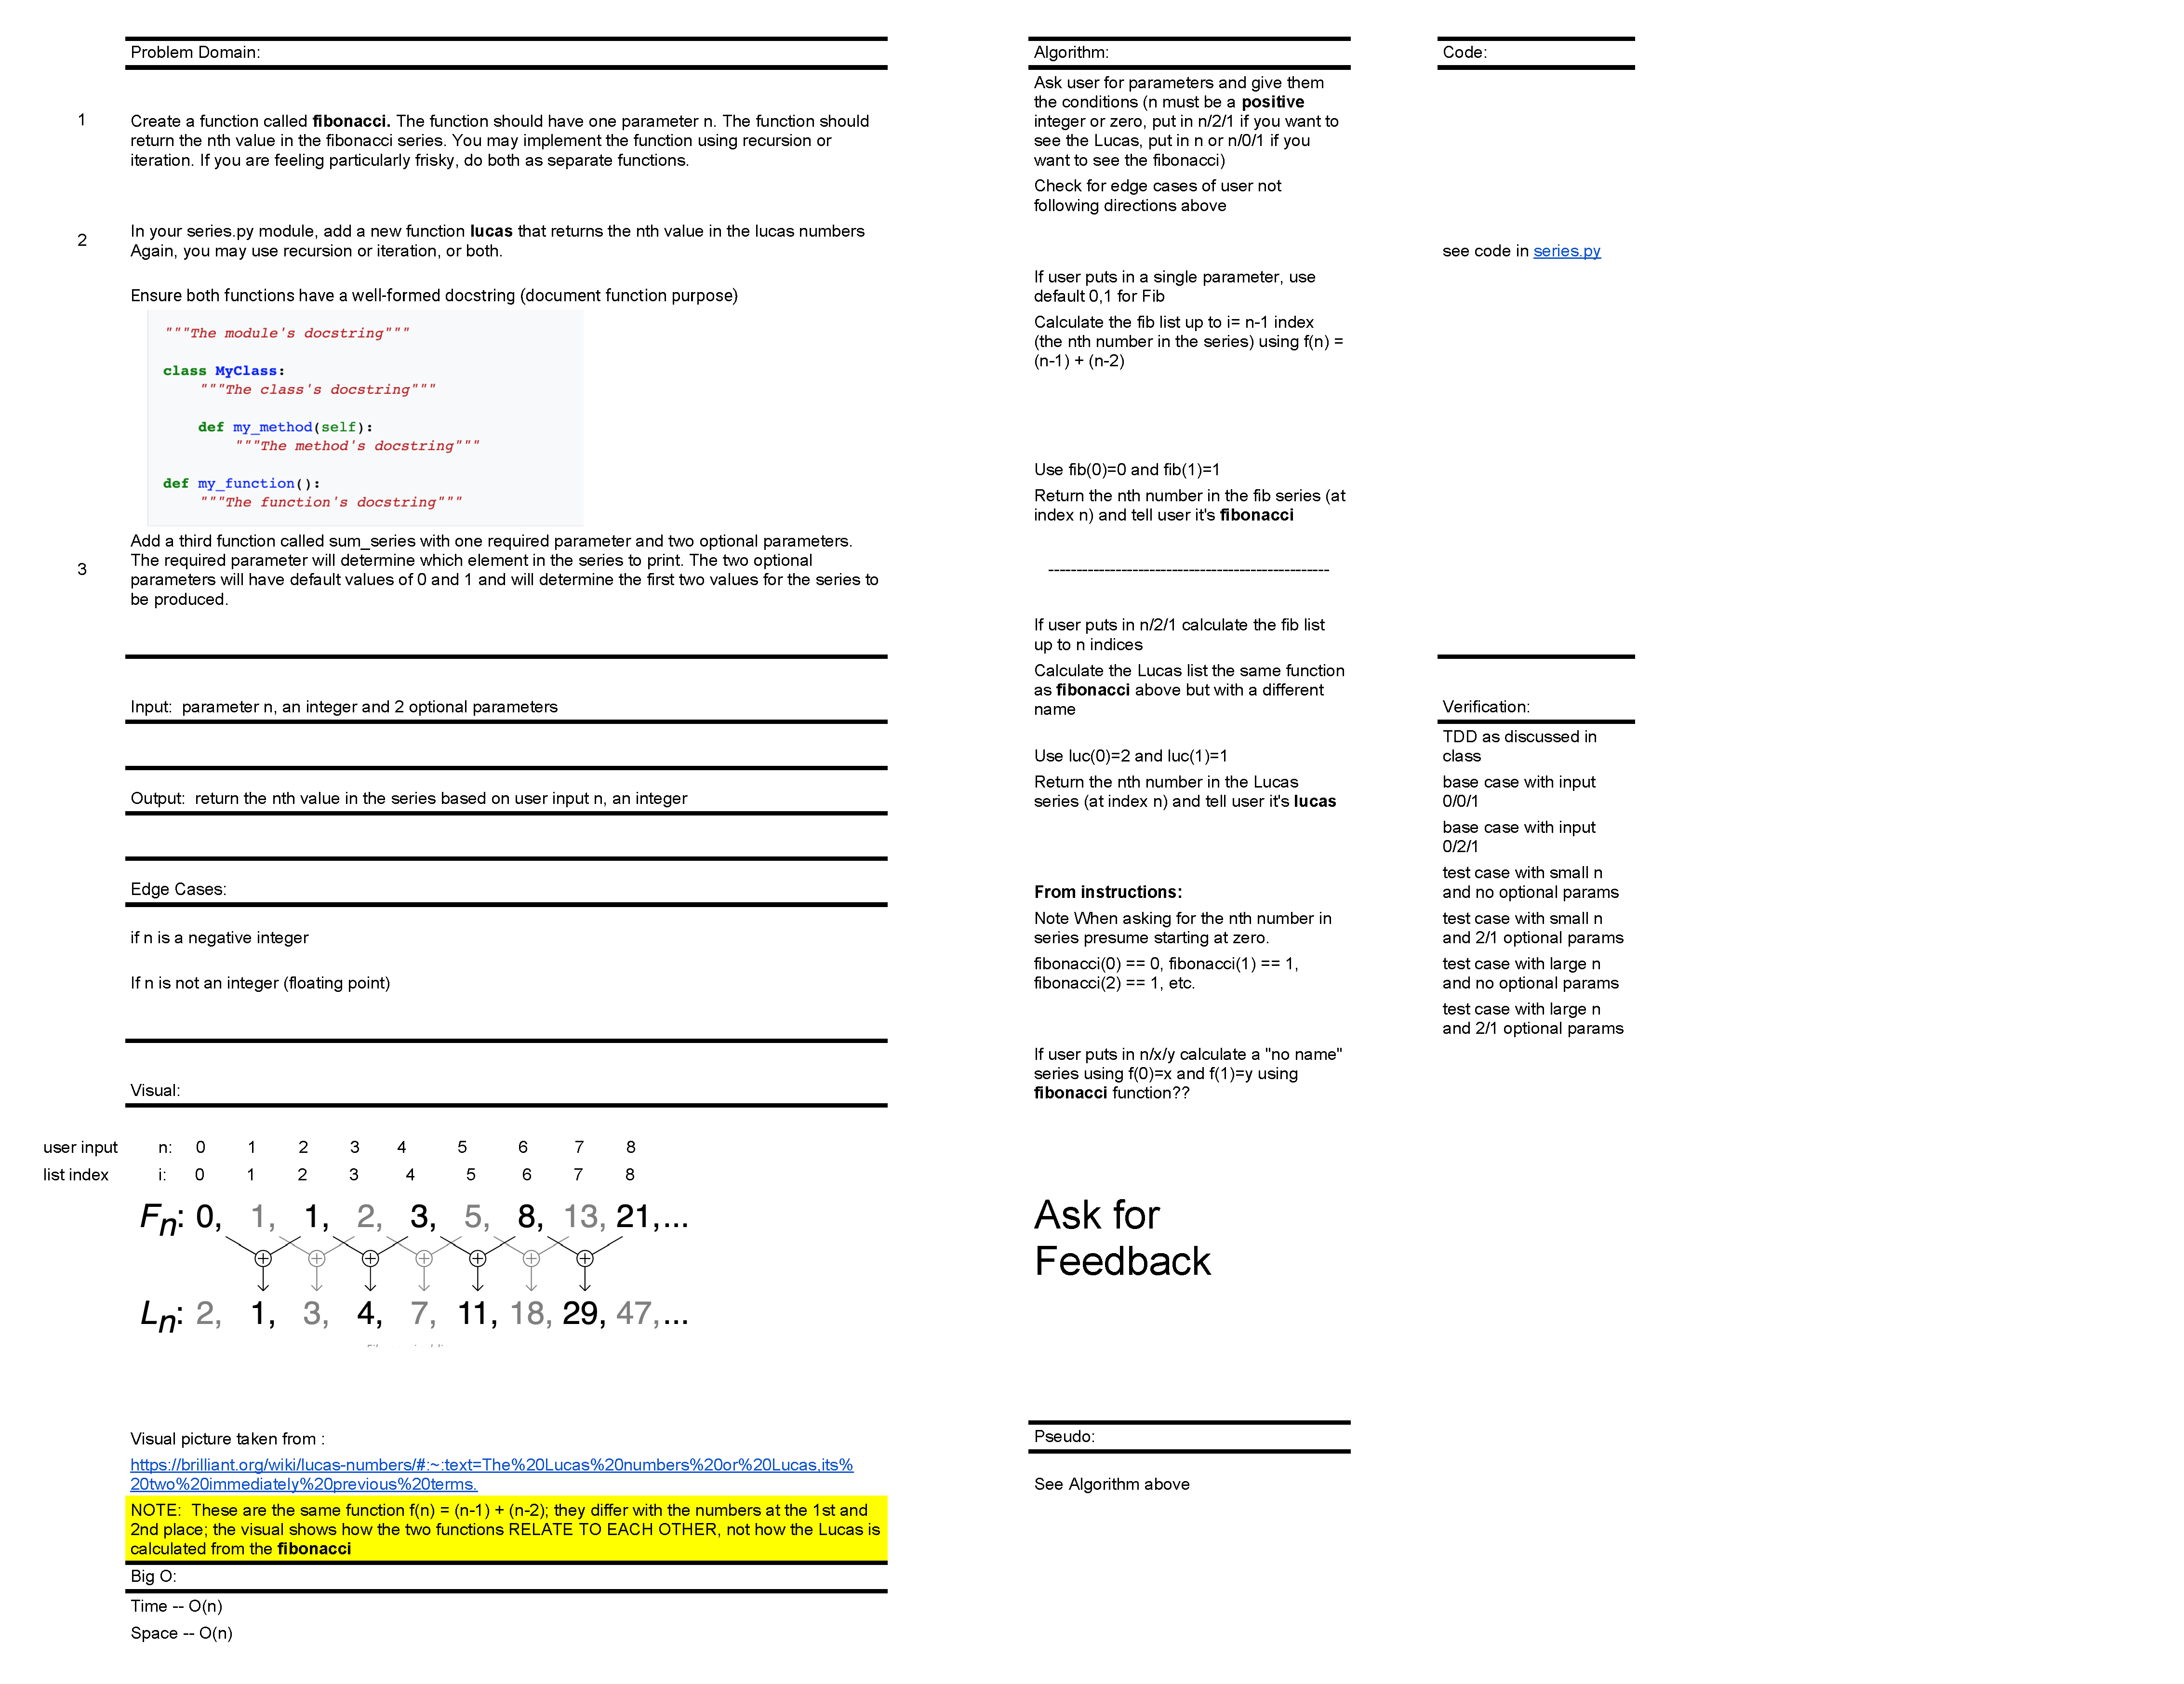 Problem Domain:
1
Create a function called fibonacci. The function should have one parameter n. The function should
return the nth value in the fibonacci series. You may implement the function using recursion or
iteration. If you are feeling particularly frisky, do both as separate functions.
2
In your series.py module, add a new function lucas that returns the nth value in the lucas numbers
Again, you may use recursion or iteration, or both.
Ensure both functions have a well-formed docstring (document function purpose)
"""The module's docstring"""
class MyClass:
"""The class's docstring"""
def my_method(self):
"""The method's docstring"""
def my_function():
"""The function's docstring"""
3
Add a third function called sum_series with one required parameter and two optional parameters.
The required parameter will determine which element in the series to print. The two optional
parameters will have default values of 0 and 1 and will determine the first two values for the series to
be produced.
Input:  parameter n, an integer and 2 optional parameters
Output:  return the nth value in the series based on user input n, an integer
Edge Cases:
if n is a negative integer
If n is not an integer (floating point)
Visual:
user input n: 0 1 2 3 4 5 6 7 8
list index i: 0 1 2 3 4 5 6 7 8
Fn: 0, 1, 1, 2, 3, 5, 8, 13, 21,...
Ln: 2, 1, 3, 4, 7, 11, 18, 29, 47,...
Visual picture taken from :
https://brilliant.org/wiki/lucas-numbers/#:~:text=The%20Lucas%20numbers%20or%20Lucas,its%
20two%20immediately%20previous%20terms.
NOTE:  These are the same function f(n) = (n-1) + (n-2); they differ with the numbers at the 1st and
2nd place; the visual shows how the two functions RELATE TO EACH OTHER, not how the Lucas is
calculated from the fibonacci
Big O:
Time -- O(n)
Space -- O(n)
Algorithm:
Ask user for parameters and give them
the conditions (n must be a positive
integer or zero, put in n/2/1 if you want to
see the Lucas, put in n or n/0/1 if you
want to see the fibonacci)
Check for edge cases of user not
following directions above
If user puts in a single parameter, use
default 0,1 for Fib
Calculate the fib list up to i= n-1 index
(the nth number in the series) using f(n) =
(n-1) + (n-2)
Use fib(0)=0 and fib(1)=1
Return the nth number in the fib series (at
index n) and tell user it's fibonacci
--------------------------------------------------
If user puts in n/2/1 calculate the fib list
up to n indices
Calculate the Lucas list the same function
as fibonacci above but with a different
name
Use luc(0)=2 and luc(1)=1
Return the nth number in the Lucas
series (at index n) and tell user it's lucas
From instructions:
Note When asking for the nth number in
series presume starting at zero.
fibonacci(0) == 0, fibonacci(1) == 1,
fibonacci(2) == 1, etc.
If user puts in n/x/y calculate a "no name"
series using f(0)=x and f(1)=y using
fibonacci function??
Ask for
Feedback
Pseudo:
See Algorithm above
Code:
see code in series.py
Verification:
TDD as discussed in
class
base case with input
0/0/1
base case with input
0/2/1
test case with small n
and no optional params
test case with small n
and 2/1 optional params
test case with large n
and no optional params
test case with large n
and 2/1 optional params